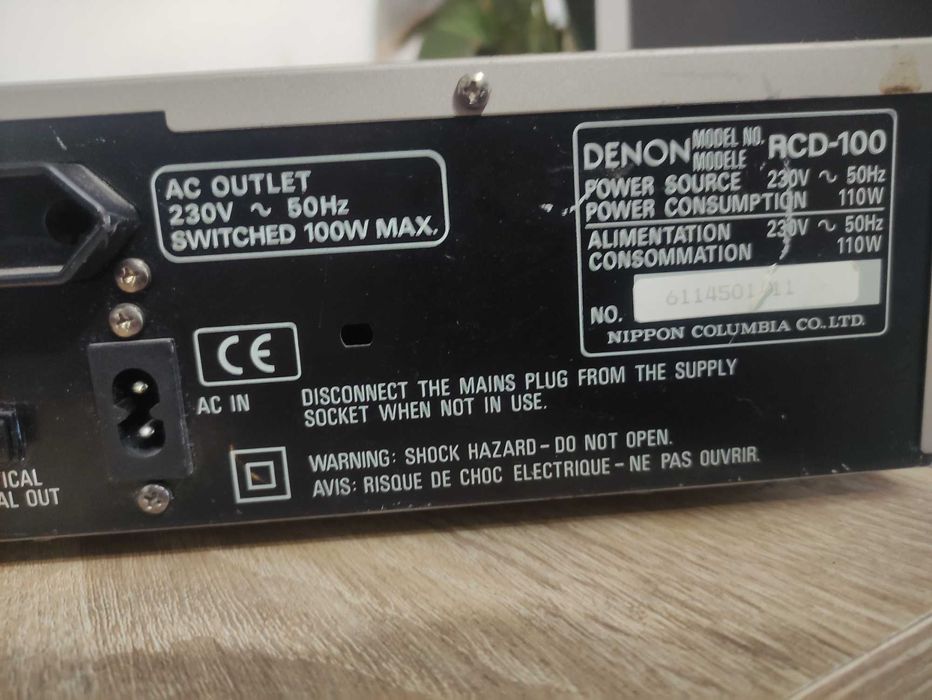 AC OUTLET
230V ~ 50Hz
SWITCHED 100W MAX.
DENON MODEL NO. RCD-100
MODELE
POWER SOURCE 230V ~ 50Hz
POWER CONSUMPTION 110W
ALIMENTATION 230V ~ 50Hz
CONSOMMATION 110W
NO.
NIPPON COLUMBIA CO.,LTD.
CE
AC IN
DISCONNECT THE MAINS PLUG FROM THE SUPPLY
SOCKET WHEN NOT IN USE.
WARNING: SHOCK HAZARD – DO NOT OPEN.
AVIS: RISQUE DE CHOC ELECTRIQUE – NE PAS OUVRIR.
OUT